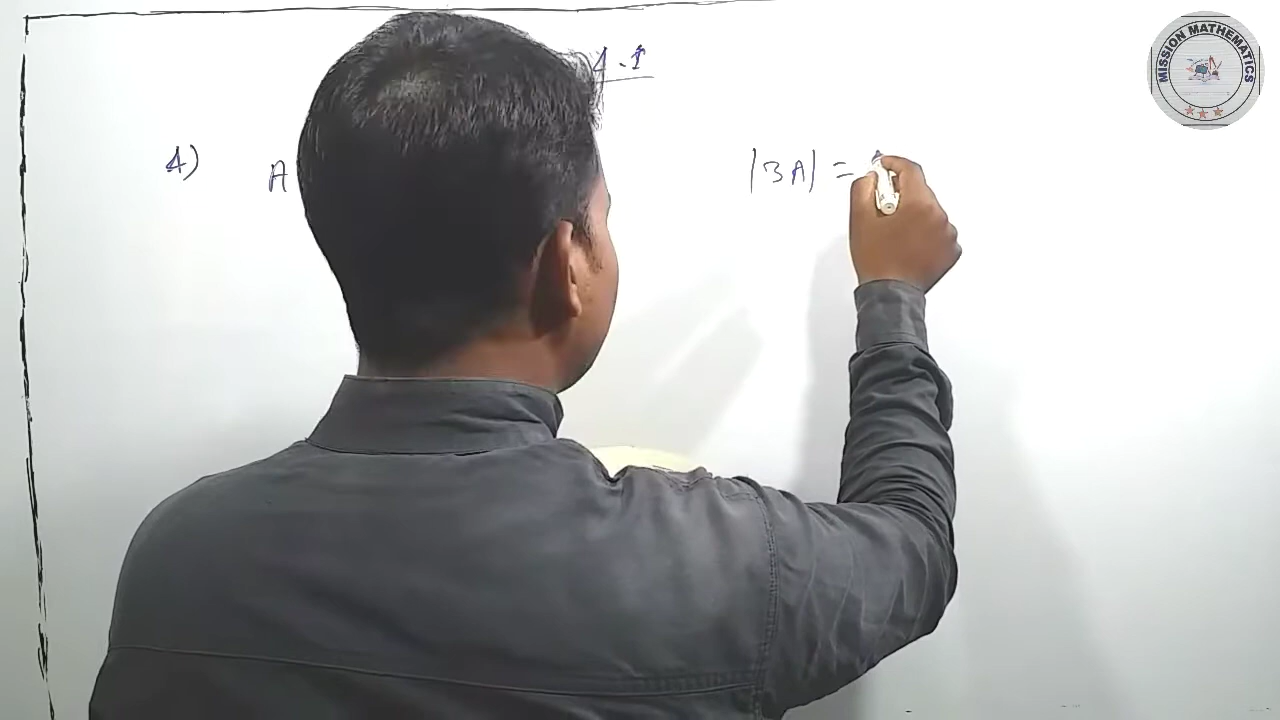 4.1
4) A |3A| =
MISSION MATHEMATICS